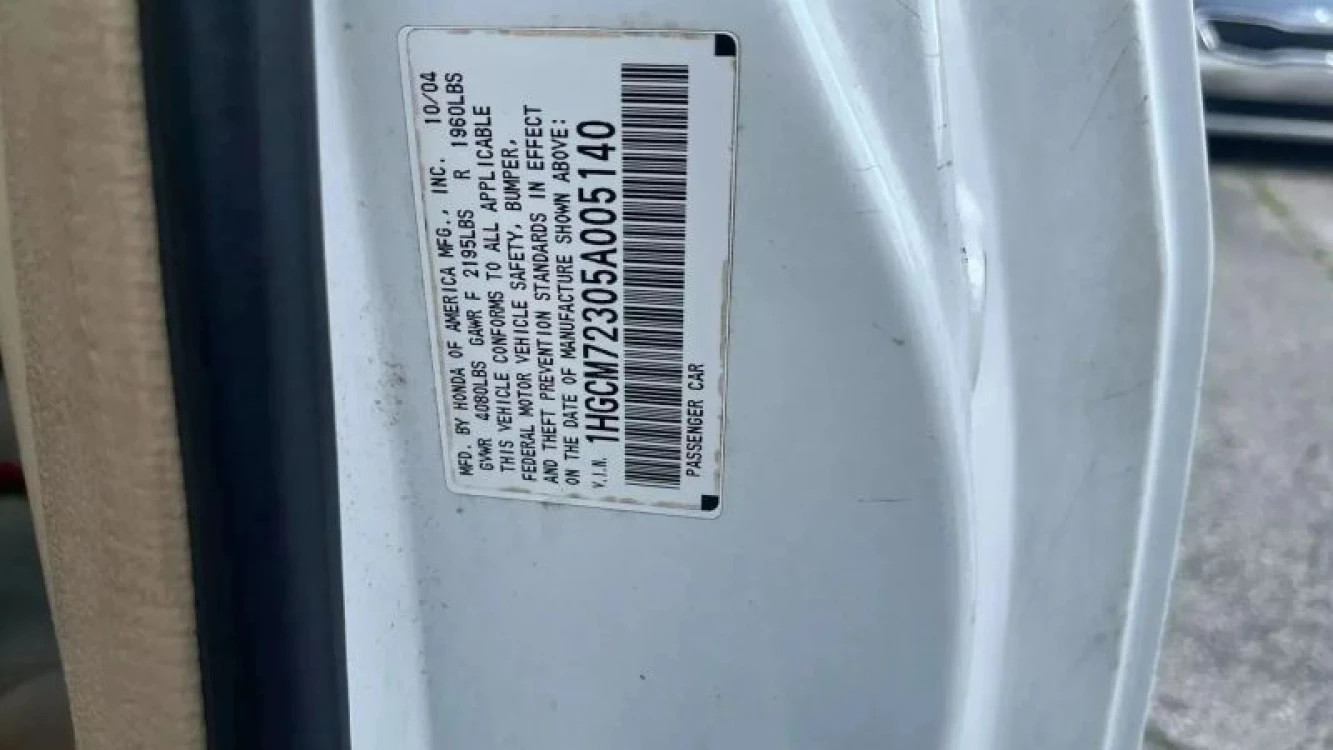 MFD. BY HONDA OF AMERICA MFG., INC. 10/04
GVWR 4080LBS GAWR F 2195LBS R 1960LBS
THIS VEHICLE CONFORMS TO ALL APPLICABLE
FEDERAL MOTOR VEHICLE SAFETY, BUMPER,
AND THEFT PREVENTION STANDARDS IN EFFECT
ON THE DATE OF MANUFACTURE SHOWN ABOVE:
V.I.N. 1HGCM72305A005140
PASSENGER CAR